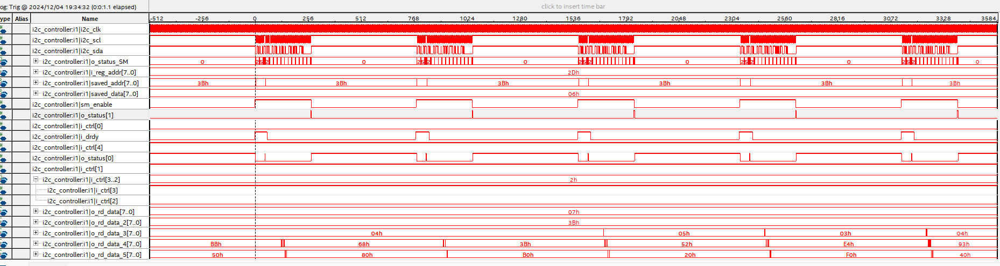 og: Trig @ 2024/12/04 19:34:32 (0:0:1.1 elapsed) click to insert time bar
ype Alias Name -512 -256 0 256 512 768 1024 1280 1536 1792 2048 2304 2560 2816 3072 3328 3584
i2c_controller:i1|i2c_clk
i2c_controller:i1|i2c_scl
i2c_controller:i1|i2c_sda
i2c_controller:i1|o_status_SM 0 0 0 0 0 0
i2c_controller:i1|i_reg_addr[7..0] 2Dh
i2c_controller:i1|saved_addr[7..0] 3Bh 3Bh 3Bh 3Bh 3Bh 3Bh
i2c_controller:i1|saved_data[7..0] 06h
i2c_controller:i1|sm_enable
i2c_controller:i1|o_status[1]
i2c_controller:i1|i_ctrl[0]
i2c_controller:i1|i_drdy
i2c_controller:i1|i_ctrl[4]
i2c_controller:i1|o_status[0]
i2c_controller:i1|i_ctrl[1]
i2c_controller:i1|i_ctrl[3..2] 2h
i2c_controller:i1|i_ctrl[3]
i2c_controller:i1|i_ctrl[2]
i2c_controller:i1|o_rd_data[7..0] 07h
i2c_controller:i1|o_rd_data_2[7..0] 3Bh
i2c_controller:i1|o_rd_data_3[7..0] 04h 05h 03h 04h
i2c_controller:i1|o_rd_data_4[7..0] BBh 68h 3Bh 52h E4h 93h
i2c_controller:i1|o_rd_data_5[7..0] 50h 80h B0h 20h F0h 40h